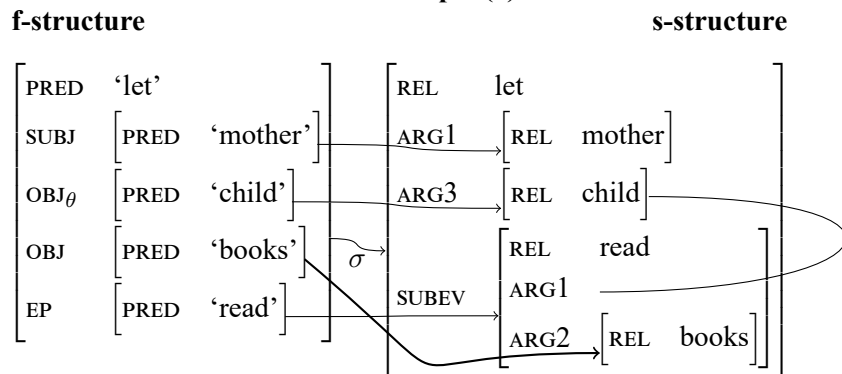 f-structure s-structure
PRED ‘let’ REL let
SUBJ PRED ‘mother’ ARG1 REL mother
OBJθ PRED ‘child’ ARG3 REL child
OBJ PRED ‘books’ σ REL read
EP PRED ‘read’ SUBEV ARG1
ARG2 REL books